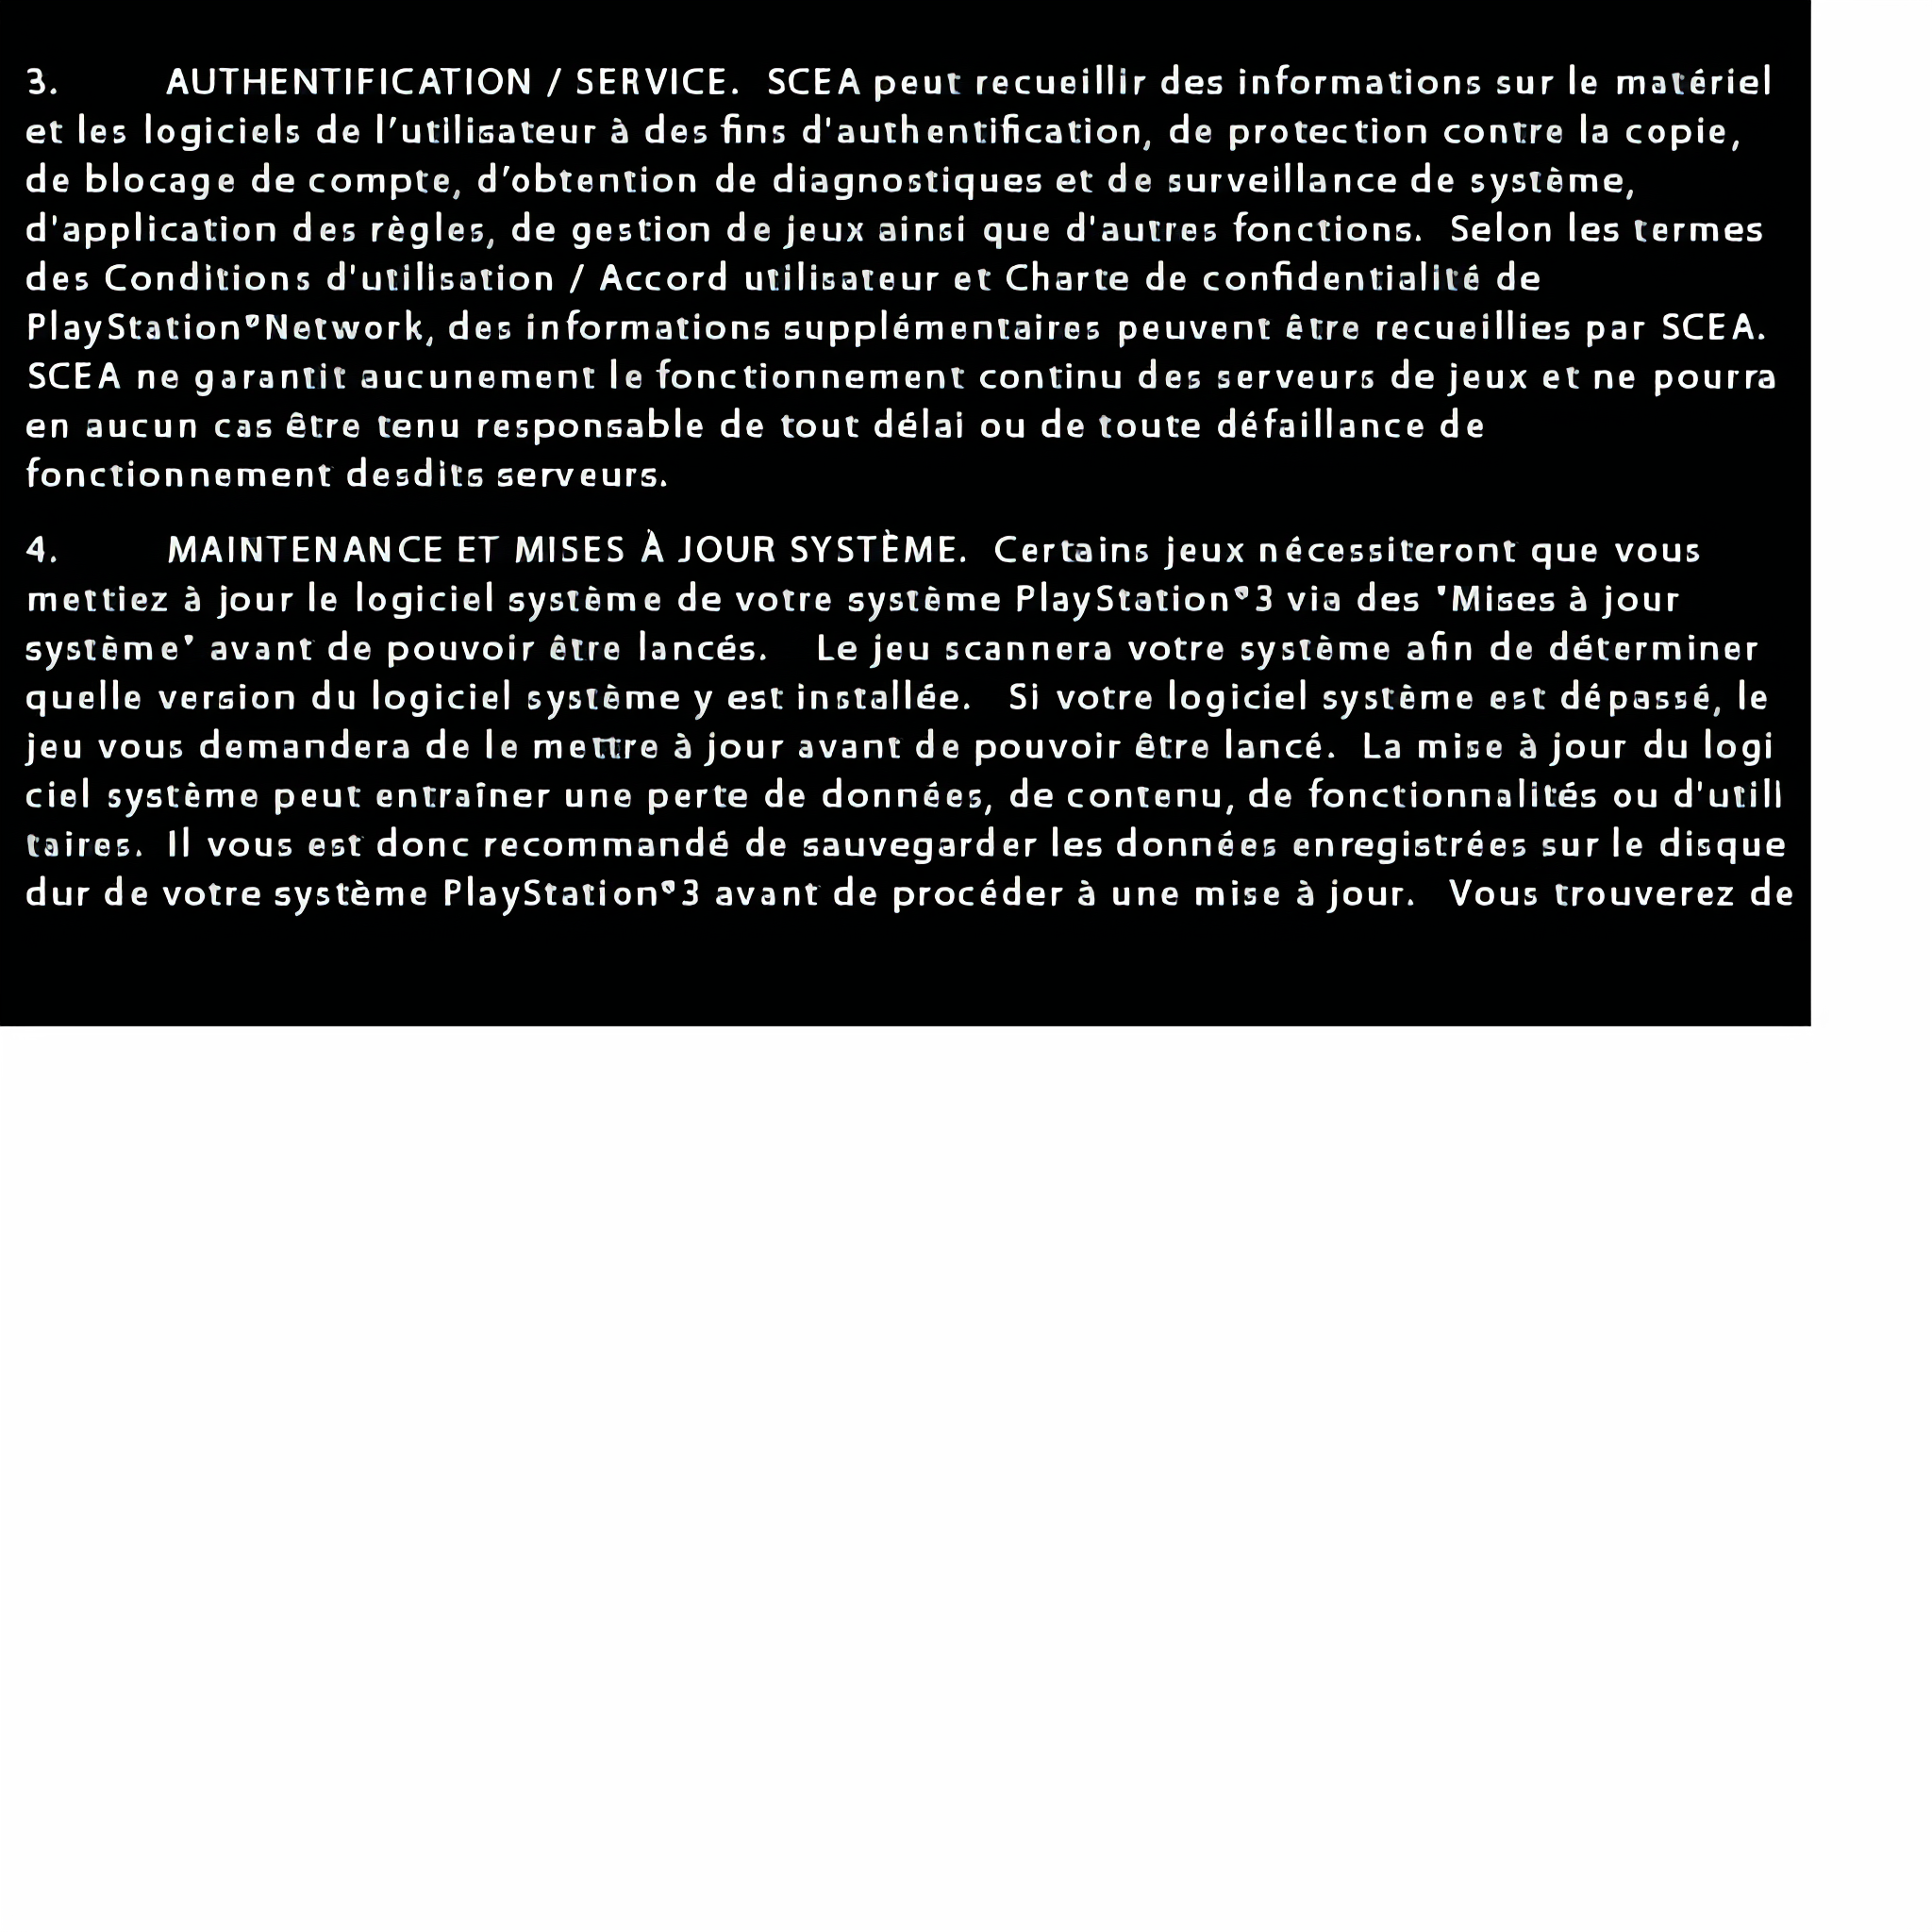 3. AUTHENTIFICATION / SERVICE. SCEA peut recueillir des informations sur le matériel
et les logiciels de l'utilisateur à des fins d'authentification, de protection contre la copie,
de blocage de compte, d'obtention de diagnostiques et de surveillance de système,
d'application des règles, de gestion de jeux ainsi que d'autres fonctions. Selon les termes
des Conditions d'utilisation / Accord utilisateur et Charte de confidentialité de
PlayStation®Network, des informations supplémentaires peuvent être recueillies par SCEA.
SCEA ne garantit aucunement le fonctionnement continu des serveurs de jeux et ne pourra
en aucun cas être tenu responsable de tout délai ou de toute défaillance de
fonctionnement desdits serveurs.
4. MAINTENANCE ET MISES À JOUR SYSTÈME. Certains jeux nécessiteront que vous
mettiez à jour le logiciel système de votre système PlayStation®3 via des 'Mises à jour
système' avant de pouvoir être lancés. Le jeu scannera votre système afin de déterminer
quelle version du logiciel système y est installée. Si votre logiciel système est dépassé, le
jeu vous demandera de le mettre à jour avant de pouvoir être lancé. La mise à jour du logi
ciel système peut entraîner une perte de données, de contenu, de fonctionnalités ou d'utili
taires. Il vous est donc recommandé de sauvegarder les données enregistrées sur le disque
dur de votre système PlayStation®3 avant de procéder à une mise à jour. Vous trouverez de